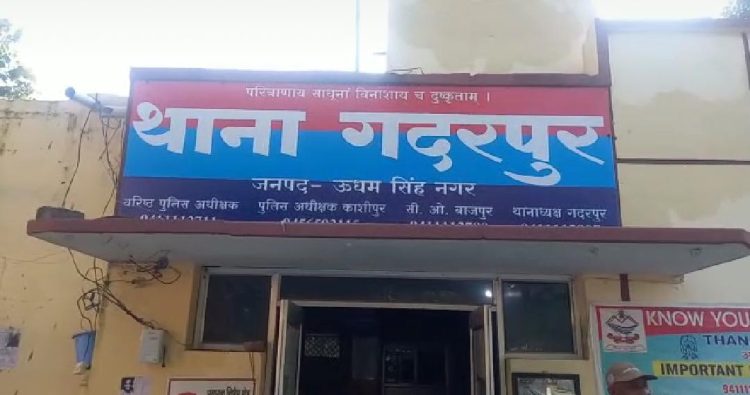 परित्राणाय साधूनां विनाशाय च दुष्कृताम् ।
थाना गदरपुर
जनपद- ऊधम सिंह नगर
वरिष्ठ पुलिस अधीक्षक पुलिस अधीक्षक काशीपुर सी. ओ. बाजपुर थानाध्यक्ष गदरपुर
KNOW YOU
THAN
IMPORTANT